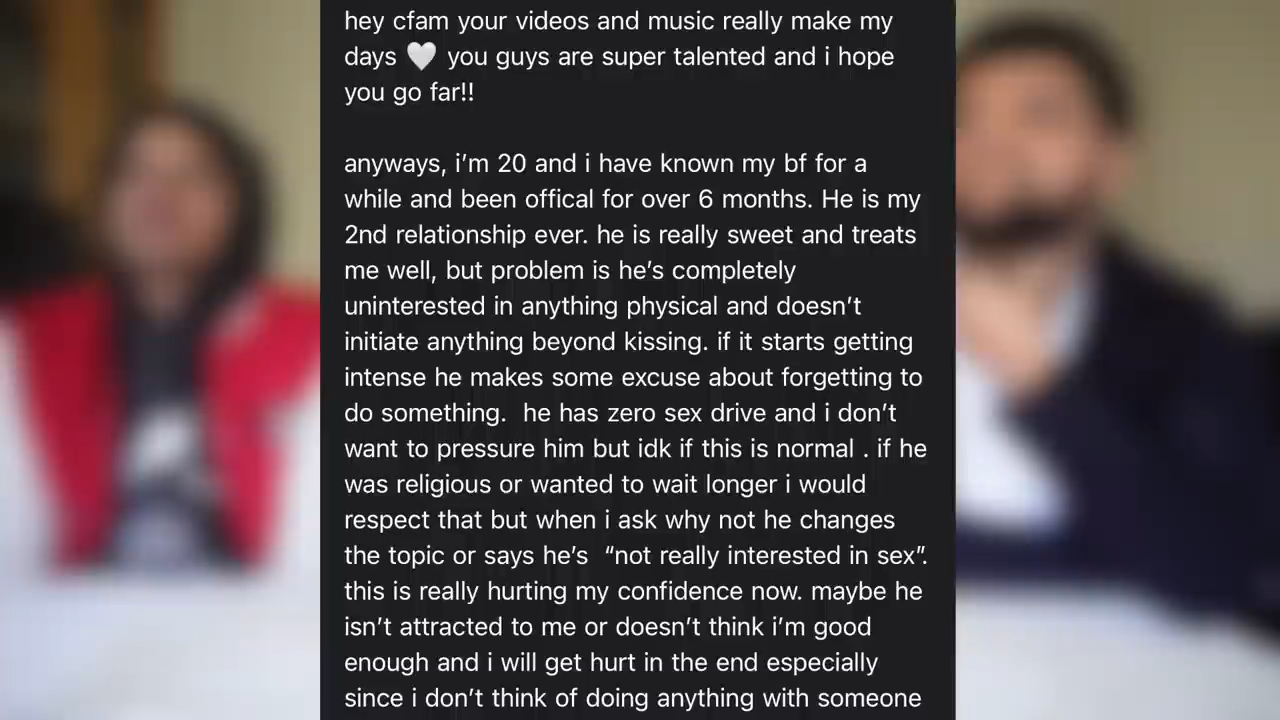 hey cfam your videos and music really make my
days 🤍 you guys are super talented and i hope
you go far!!
anyways, i’m 20 and i have known my bf for a
while and been offical for over 6 months. He is my
2nd relationship ever. he is really sweet and treats
me well, but problem is he’s completely
uninterested in anything physical and doesn’t
initiate anything beyond kissing. if it starts getting
intense he makes some excuse about forgetting to
do something.  he has zero sex drive and i don’t
want to pressure him but idk if this is normal . if he
was religious or wanted to wait longer i would
respect that but when i ask why not he changes
the topic or says he’s  “not really interested in sex”.
this is really hurting my confidence now. maybe he
isn’t attracted to me or doesn’t think i’m good
enough and i will get hurt in the end especially
since i don’t think of doing anything with someone